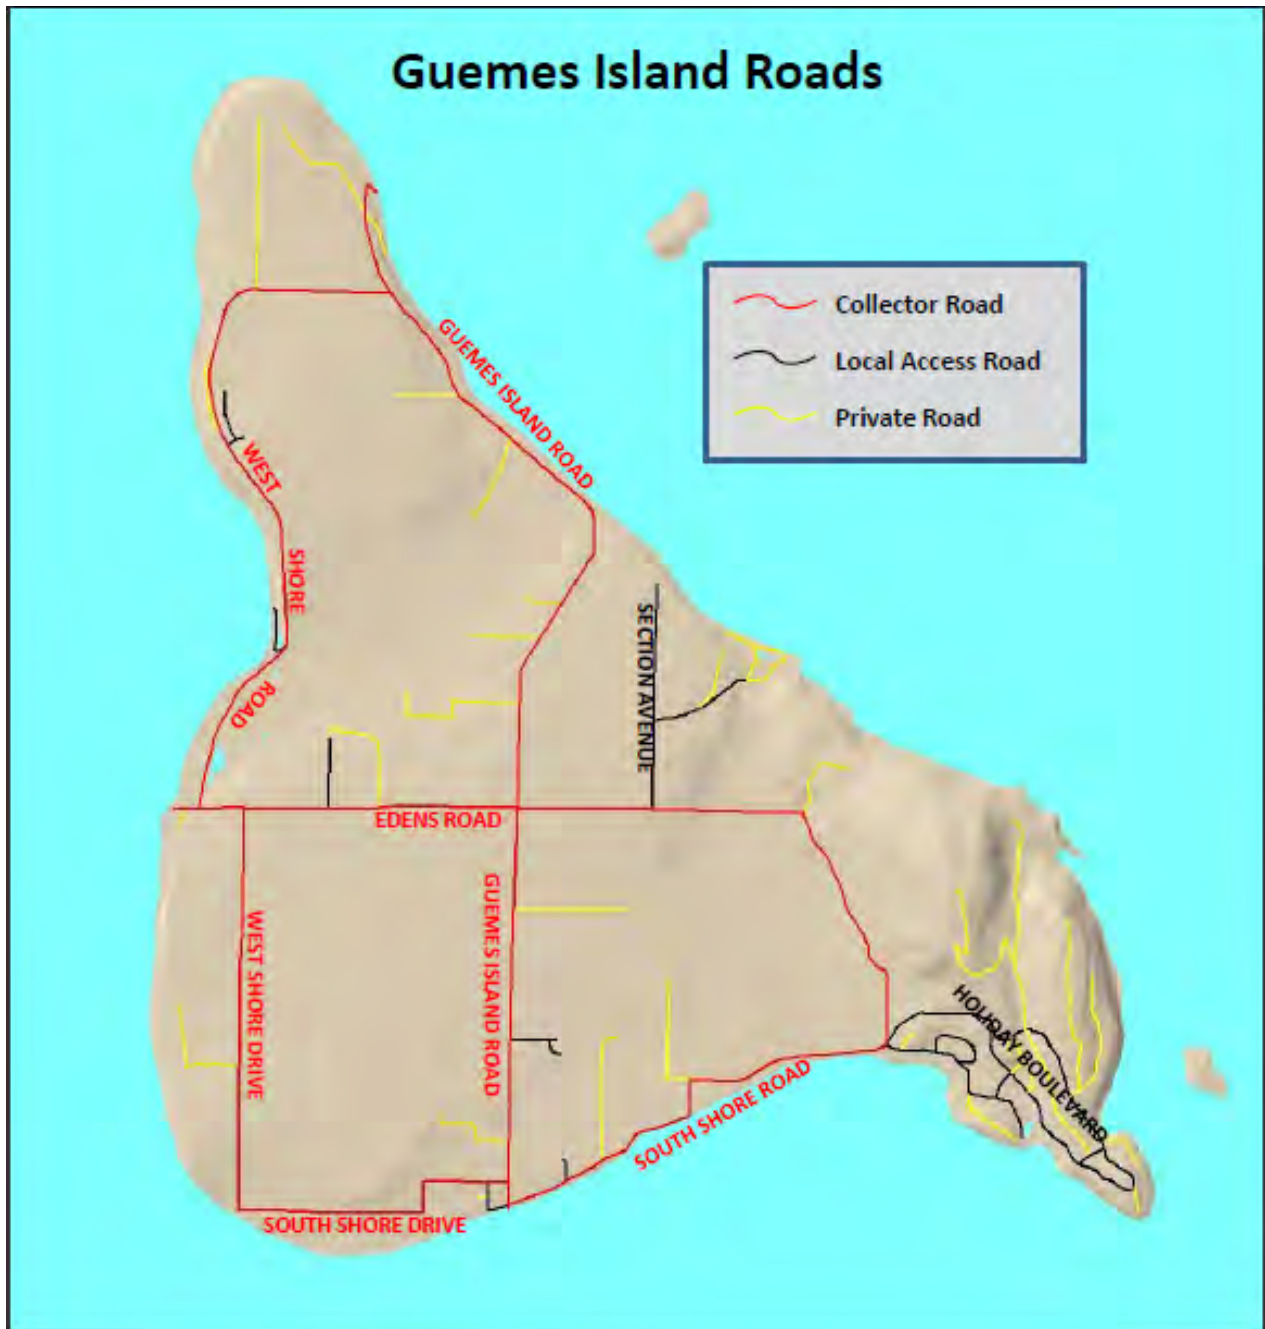 Guemes Island Roads
Collector Road
Local Access Road
Private Road
GUEMES ISLAND ROAD
WEST
SHORE
ROAD
SECTION AVENUE
EDENS ROAD
GUEMES ISLAND ROAD
WEST SHORE DRIVE
HOLIDAY BOULEVARD
SOUTH SHORE ROAD
SOUTH SHORE DRIVE